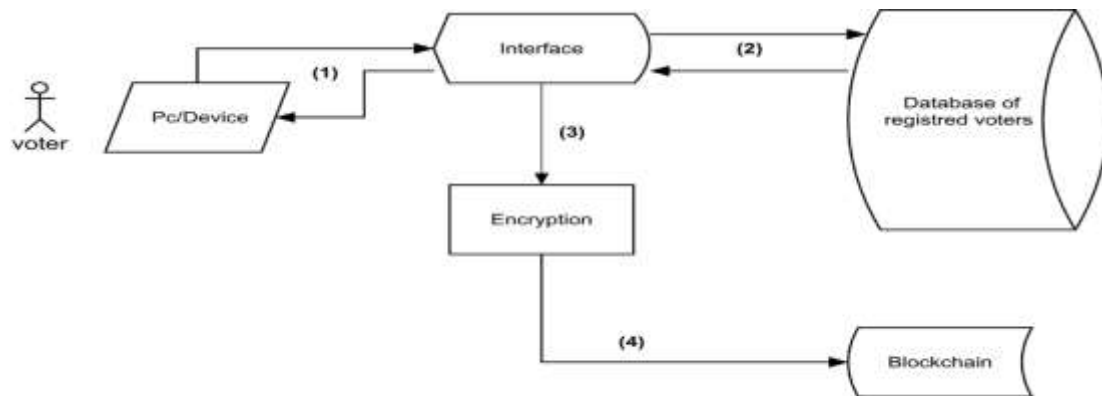 Interface
(2)
(1)
voter
Pc/Device
Database of
registred voters
(3)
Encryption
(4)
Blockchain